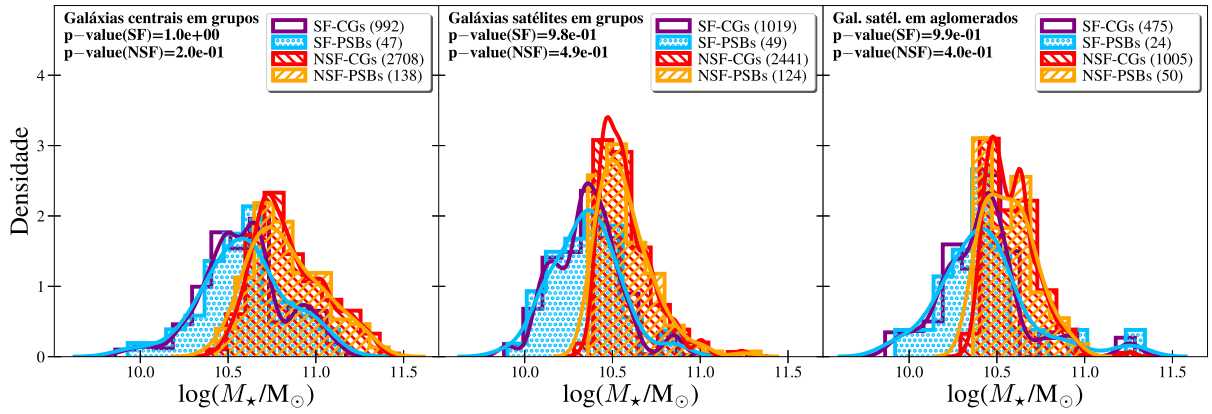 Galáxias centrais em grupos
p−value(SF)=1.0e+00
p−value(NSF)=2.0e-01
SF-CGs (992)
SF-PSBs (47)
NSF-CGs (2708)
NSF-PSBs (138)
Galáxias satélites em grupos
p−value(SF)=9.8e-01
p−value(NSF)=4.9e-01
SF-CGs (1019)
SF-PSBs (49)
NSF-CGs (2441)
NSF-PSBs (124)
Gal. satél. em aglomerados
p−value(SF)=9.9e-01
p−value(NSF)=4.0e-01
SF-CGs (475)
SF-PSBs (24)
NSF-CGs (1005)
NSF-PSBs (50)
Densidade
4
3
2
1
0
10.0 10.5 11.0 11.5
10.0 10.5 11.0 11.5
10.0 10.5 11.0 11.5
log(M⋆/M⊙)
log(M⋆/M⊙)
log(M⋆/M⊙)